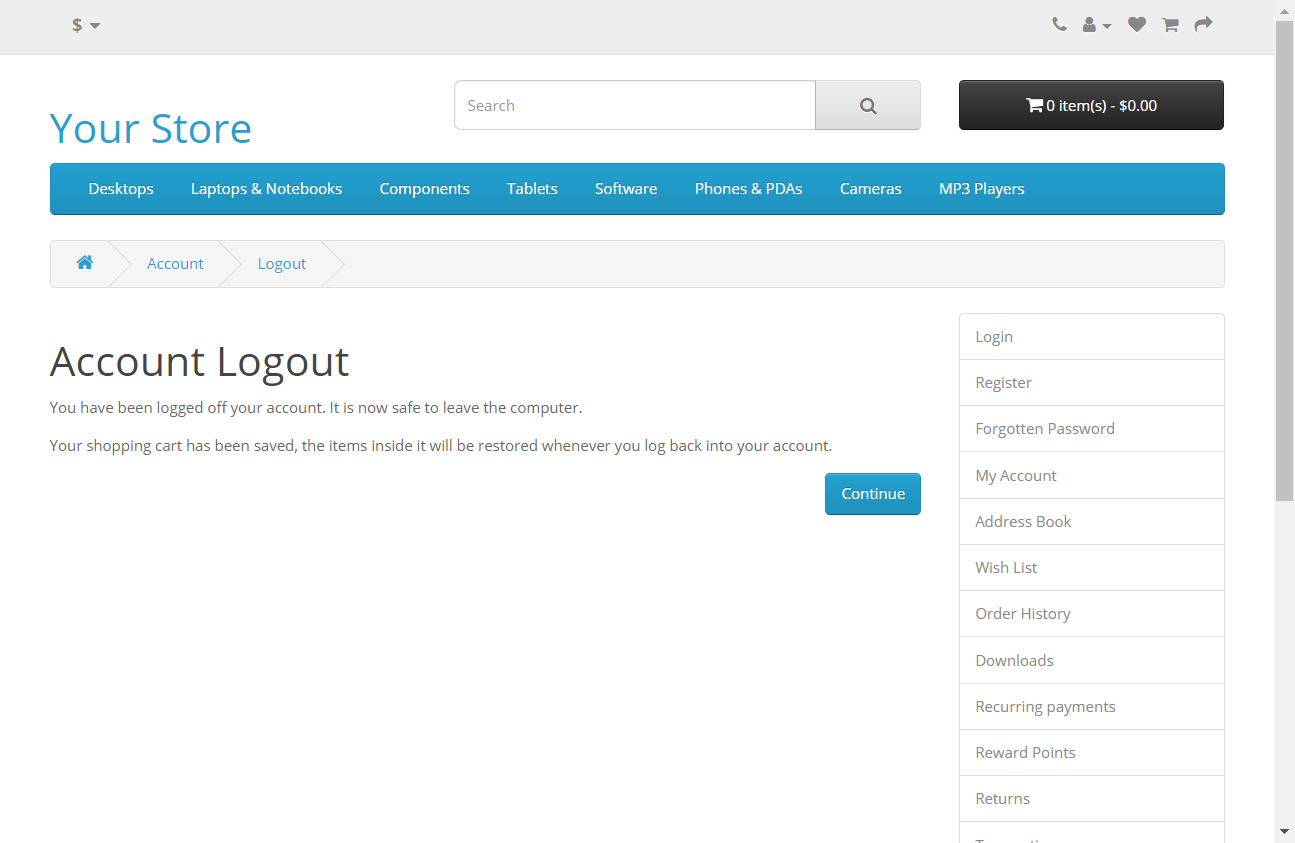 $
Search
0 item(s) - $0.00
Your Store
Desktops
Laptops & Notebooks
Components
Tablets
Software
Phones & PDAs
Cameras
MP3 Players
Account
Logout
Account Logout
You have been logged off your account. It is now safe to leave the computer.
Your shopping cart has been saved, the items inside it will be restored whenever you log back into your account.
Continue
Login
Register
Forgotten Password
My Account
Address Book
Wish List
Order History
Downloads
Recurring payments
Reward Points
Returns